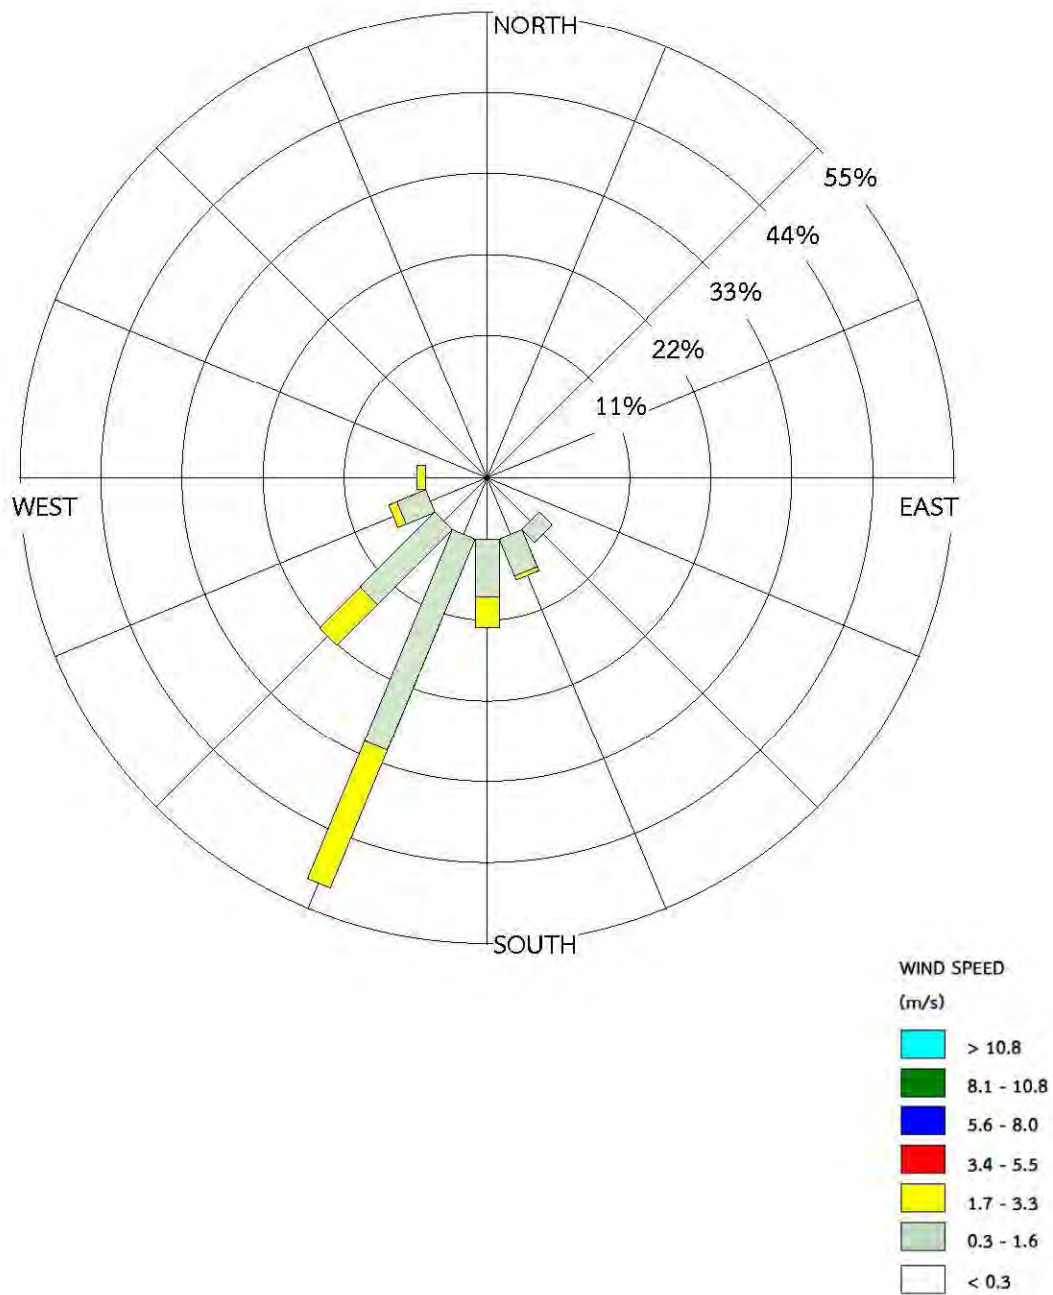 NORTH
55%
44%
33%
22%
11%
WEST
EAST
SOUTH
WIND SPEED
(m/s)
> 10.8
8.1 - 10.8
5.6 - 8.0
3.4 - 5.5
1.7 - 3.3
0.3 - 1.6
< 0.3